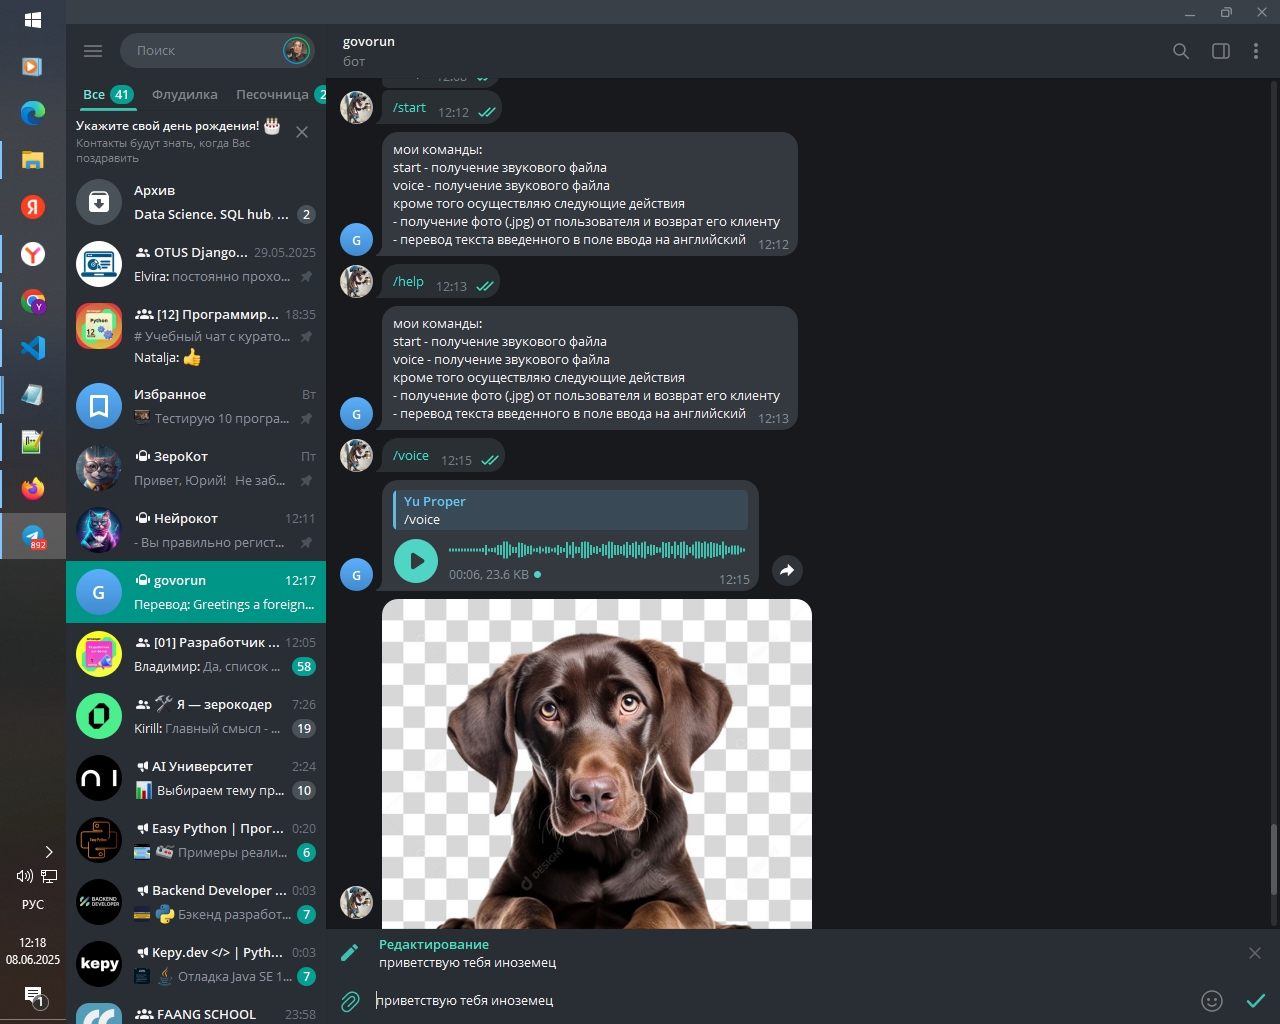 Поиск
Все 41 Флудилка Песочница 2
Укажите свой день рождения! 🎂
Контакты будут знать, когда Вас
поздравить
Архив
Data Science. SQL hub, ... 2
OTUS Django... 29.05.2025
Elvira: постоянно прохо...
[12] Программир... 18:35
# Учебный чат с курато...
Natalja: 👍
Избранное Вт
Тестирую 10 програ...
ЗероКот Пт
Привет, Юрий! Не заб...
Нейрокот 12:11
- Вы правильно регист...
G
govorun 12:17
Перевод: Greetings a foreign...
[01] Разработчик ... 12:05
Владимир: Да, список ... 58
🛠 Я — зерокодер 7:26
Kirill: Главный смысл - ... 19
AI Университет 2:24
📊 Выбираем тему пр... 10
Easy Python | Прог... 0:20
Примеры реали... 6
Backend Developer ... 0:03
Бэкенд разработ... 7
BACKEND
DEVELOPER
Kepy.dev </> | Pyth... 0:03
Отладка Java SE 1... 7
kepy
FAANG SCHOOL 23:58
892
РУС
12:18
08.06.2025
1
govorun
бот
/start 12:12
мои команды:
start - получение звукового файла
voice - получение звукового файла
кроме того осуществляю следующие действия
- получение фото (.jpg) от пользователя и возврат его клиенту
- перевод текста введенного в поле ввода на английский 12:12
G
/help 12:13
мои команды:
start - получение звукового файла
voice - получение звукового файла
кроме того осуществляю следующие действия
- получение фото (.jpg) от пользователя и возврат его клиенту
- перевод текста введенного в поле ввода на английский 12:13
G
/voice 12:15
Yu Proper
/voice
00:06, 23.6 KB 12:15
G
Редактирование
приветствую тебя иноземец
приветствую тебя иноземец